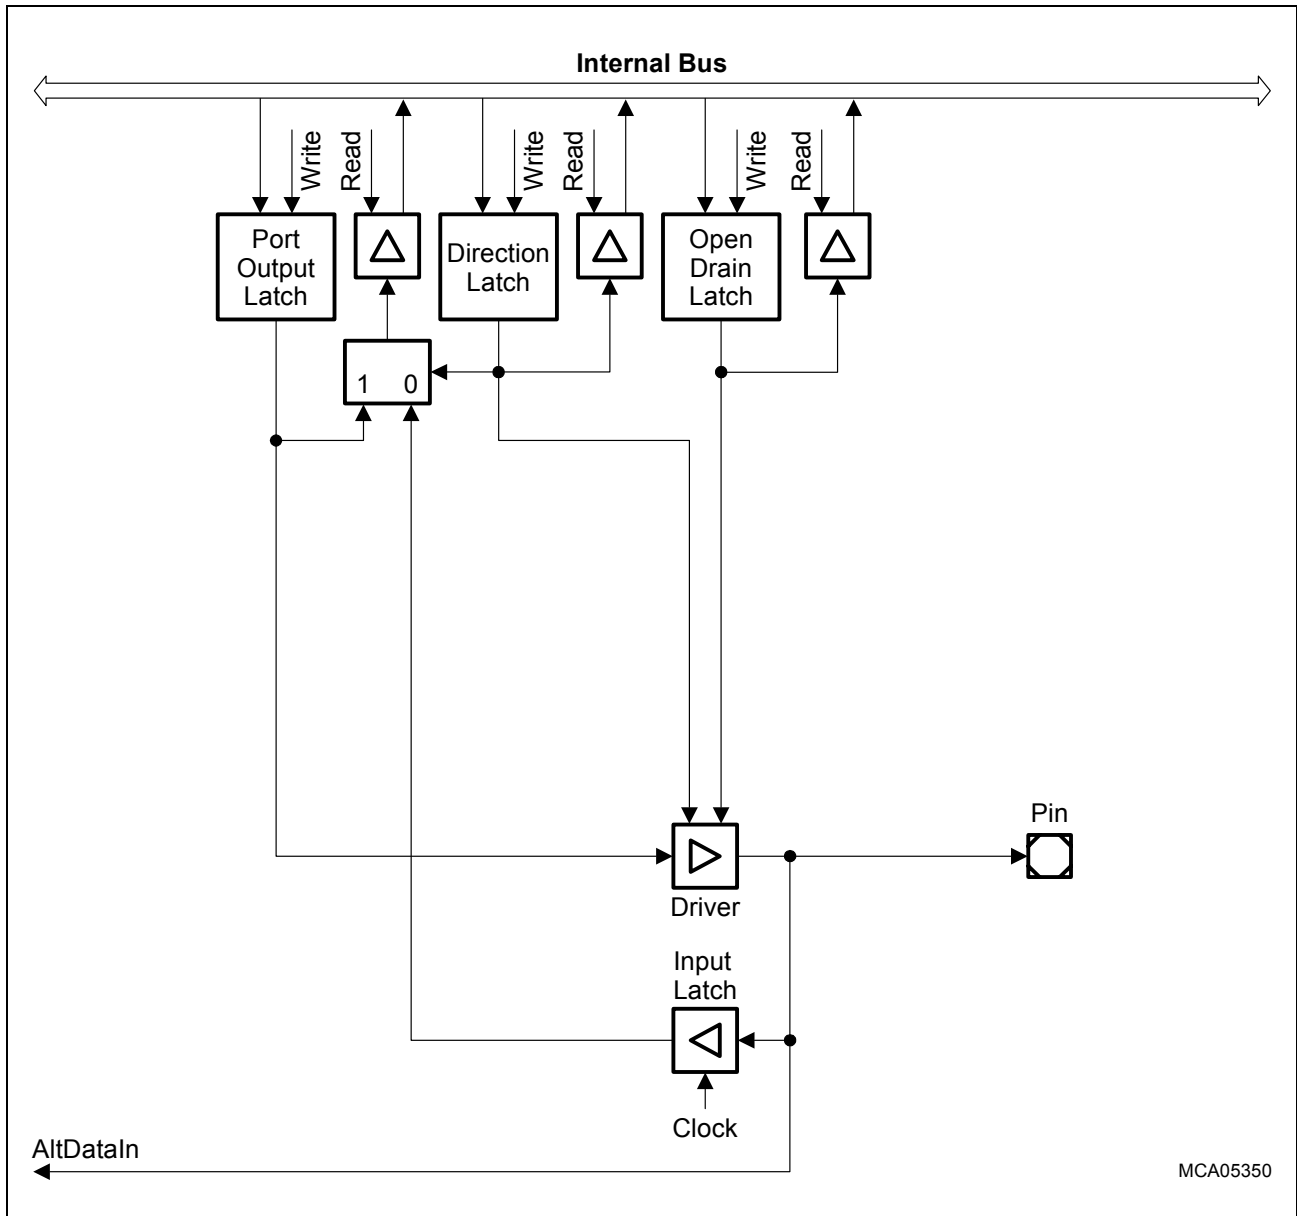 Internal Bus
Write
Read
Write
Read
Write
Read
Port
Output
Latch
Direction
Latch
Open
Drain
Latch
1 0
Pin
Driver
Input
Latch
Clock
AltDataIn
MCA05350